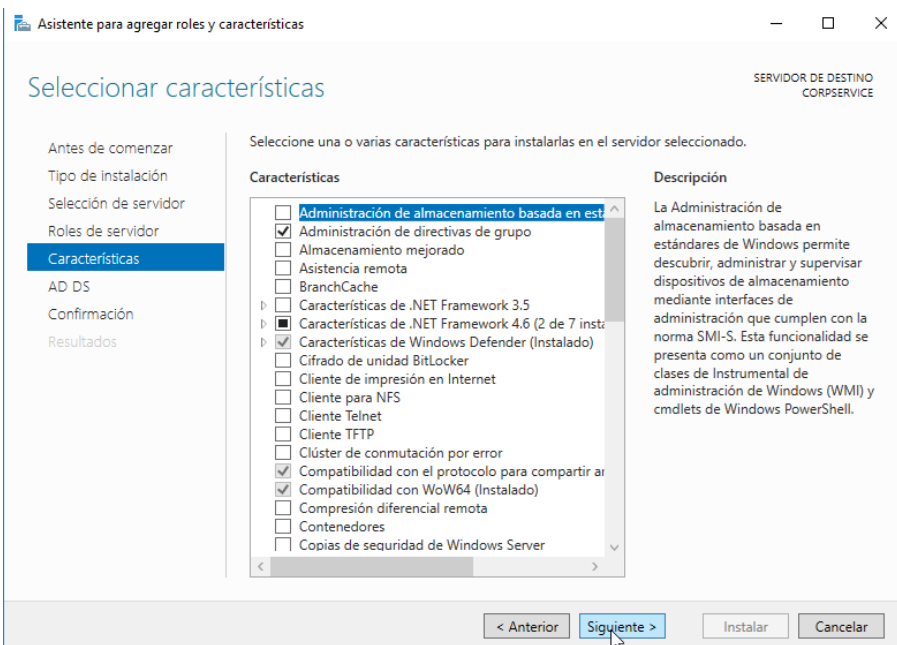 Asistente para agregar roles y características
Seleccionar características
SERVIDOR DE DESTINO
CORPSERVICE
Antes de comenzar
Tipo de instalación
Selección de servidor
Roles de servidor
Características
AD DS
Confirmación
Resultados
Seleccione una o varias características para instalarlas en el servidor seleccionado.
Características
Administración de almacenamiento basada en est
Administración de directivas de grupo
Almacenamiento mejorado
Asistencia remota
BranchCache
Características de .NET Framework 3.5
Características de .NET Framework 4.6 (2 de 7 insta
Características de Windows Defender (Instalado)
Cifrado de unidad BitLocker
Cliente de impresión en Internet
Cliente para NFS
Cliente Telnet
Cliente TFTP
Clúster de conmutación por error
Compatibilidad con el protocolo para compartir ar
Compatibilidad con WoW64 (Instalado)
Compresión diferencial remota
Contenedores
Copias de seguridad de Windows Server
Descripción
La Administración de
almacenamiento basada en
estándares de Windows permite
descubrir, administrar y supervisar
dispositivos de almacenamiento
mediante interfaces de
administración que cumplen con la
norma SMI-S. Esta funcionalidad se
presenta como un conjunto de
clases de Instrumental de
administración de Windows (WMI) y
cmdlets de Windows PowerShell.
< Anterior
Siguiente >
Instalar
Cancelar